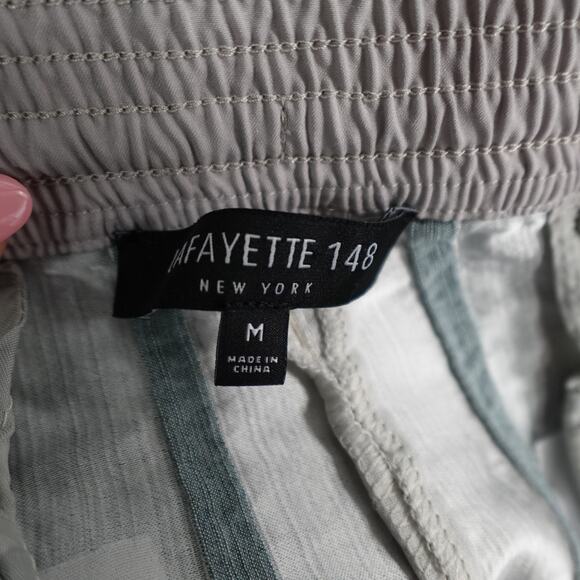 LAFAYETTE 148
NEW YORK
M
MADE IN
CHINA